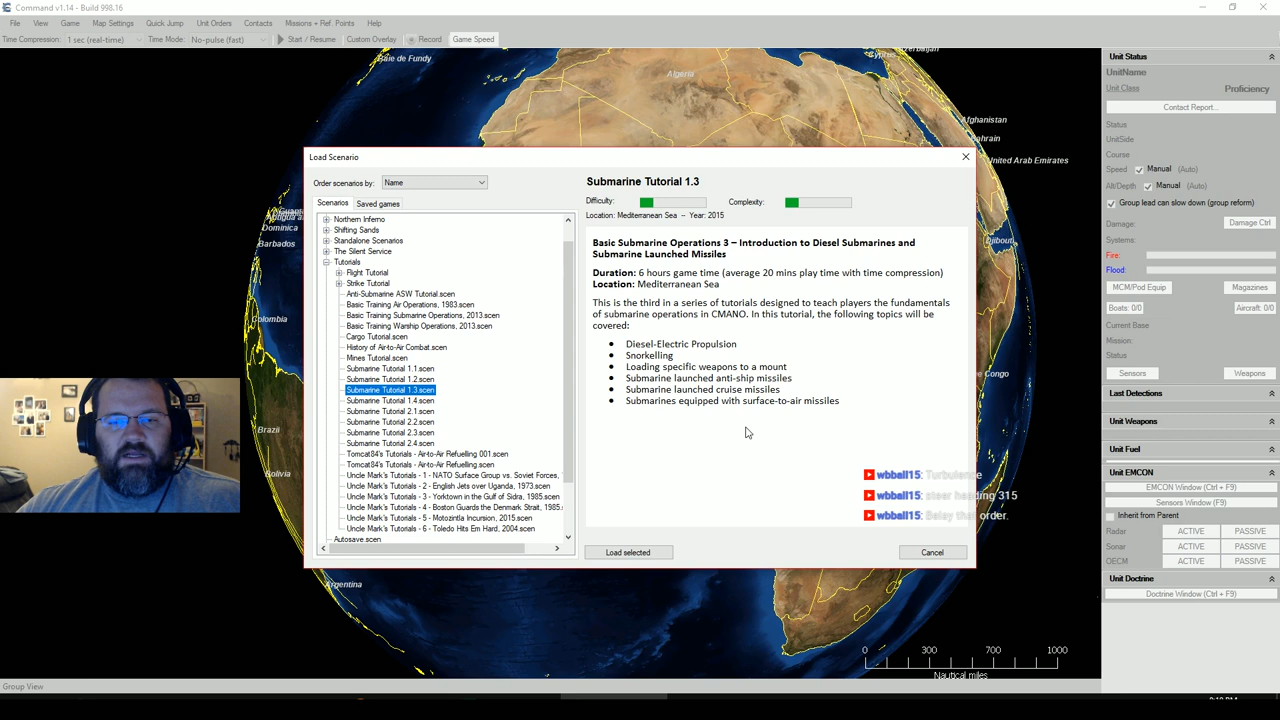 Command v1.14 - Build 998.16
File View Game Map Settings Quick Jump Unit Orders Contacts Missions + Ref. Points Help
Time Compression: 1 sec (real-time) Time Mode: No-pulse (fast) Start / Resume Custom Overlay Record Game Speed
Baie de Fundy
Algeria
Cyprus
Azerbaijan
Afghanistan
Bahrain
United Arab Emirates
Dominica
Barbados
Djibouti
Colombia
Brazil
Bolivia
Argentina
Load Scenario
Order scenarios by: Name
Scenarios Saved games
Northern Inferno
Shifting Sands
Standalone Scenarios
The Silent Service
Tutorials
Flight Tutorial
Strike Tutorial
Anti-Submarine ASW Tutorial.scen
Basic Training Air Operations, 1983.scen
Basic Training Submarine Operations, 2013.scen
Basic Training Warship Operations, 2013.scen
Cargo Tutorial.scen
History of Air-to-Air Combat.scen
Mines Tutorial.scen
Submarine Tutorial 1.1.scen
Submarine Tutorial 1.2.scen
Submarine Tutorial 1.3.scen
Submarine Tutorial 1.4.scen
Submarine Tutorial 2.1.scen
Submarine Tutorial 2.2.scen
Submarine Tutorial 2.3.scen
Submarine Tutorial 2.4.scen
Tomcat84's Tutorials - Air-to-Air Refuelling 001.scen
Tomcat84's Tutorials - Air-to-Air Refuelling.scen
Uncle Mark's Tutorials - 1 - NATO Surface Group vs. Soviet Forces,
Uncle Mark's Tutorials - 2 - English Jets over Uganda, 1973.scen
Uncle Mark's Tutorials - 3 - Yorktown in the Gulf of Sidra, 1985.scen
Uncle Mark's Tutorials - 4 - Boston Guards the Denmark Strait, 1985.
Uncle Mark's Tutorials - 5 - Motozintla Incursion, 2015.scen
Uncle Mark's Tutorials - 6 - Toledo Hits Em Hard, 2004.scen
Autosave.scen
Submarine Tutorial 1.3
Difficulty: Complexity:
Location: Mediterranean Sea -- Year: 2015
Basic Submarine Operations 3 – Introduction to Diesel Submarines and
Submarine Launched Missiles
Duration: 6 hours game time (average 20 mins play time with time compression)
Location: Mediterranean Sea
This is the third in a series of tutorials designed to teach players the fundamentals
of submarine operations in CMANO. In this tutorial, the following topics will be
covered:
• Diesel-Electric Propulsion
• Snorkelling
• Loading specific weapons to a mount
• Submarine launched anti-ship missiles
• Submarine launched cruise missiles
• Submarines equipped with surface-to-air missiles
wbball15: Turbulence
wbball15: steer heading 315
wbball15: Belay that order.
Load selected Cancel
0 300 700 1000
Nautical miles
Group View
Unit Status
UnitName
Unit Class Proficiency
Contact Report...
Status
UnitSide
Course
Speed Manual (Auto)
Alt/Depth Manual (Auto)
Group lead can slow down (group reform)
Damage: Damage Ctrl
Systems:
Fire:
Flood:
MCM/Pod Equip Magazines
Boats: 0/0 Aircraft: 0/0
Current Base
Mission:
Status
Sensors Weapons
Last Detections
Unit Weapons
Unit Fuel
Unit EMCON
EMCON Window (Ctrl + F9)
Sensors Window (F9)
Inherit from Parent
Radar ACTIVE PASSIVE
Sonar ACTIVE PASSIVE
OECM ACTIVE PASSIVE
Unit Doctrine
Doctrine Window (Ctrl + F9)